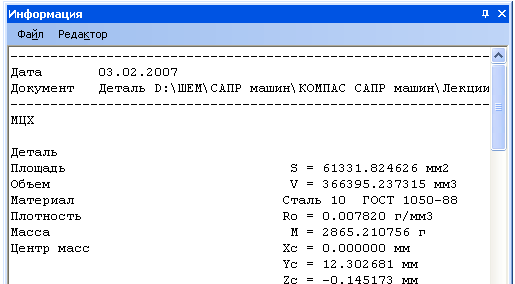 Информация
Файл Редактор
Дата 03.02.2007
Документ Деталь D:\ШЕМ\САПР машин\КОМПАС САПР машин\Лекции
МЦХ
Деталь
Площадь S = 61331.824626 мм2
Объем V = 366395.237315 мм3
Материал Сталь 10 ГОСТ 1050-88
Плотность Ro = 0.007820 г/мм3
Масса M = 2865.210756 г
Центр масс Xc = 0.000000 мм
Yc = 12.302681 мм
Zc = -0.145173 мм